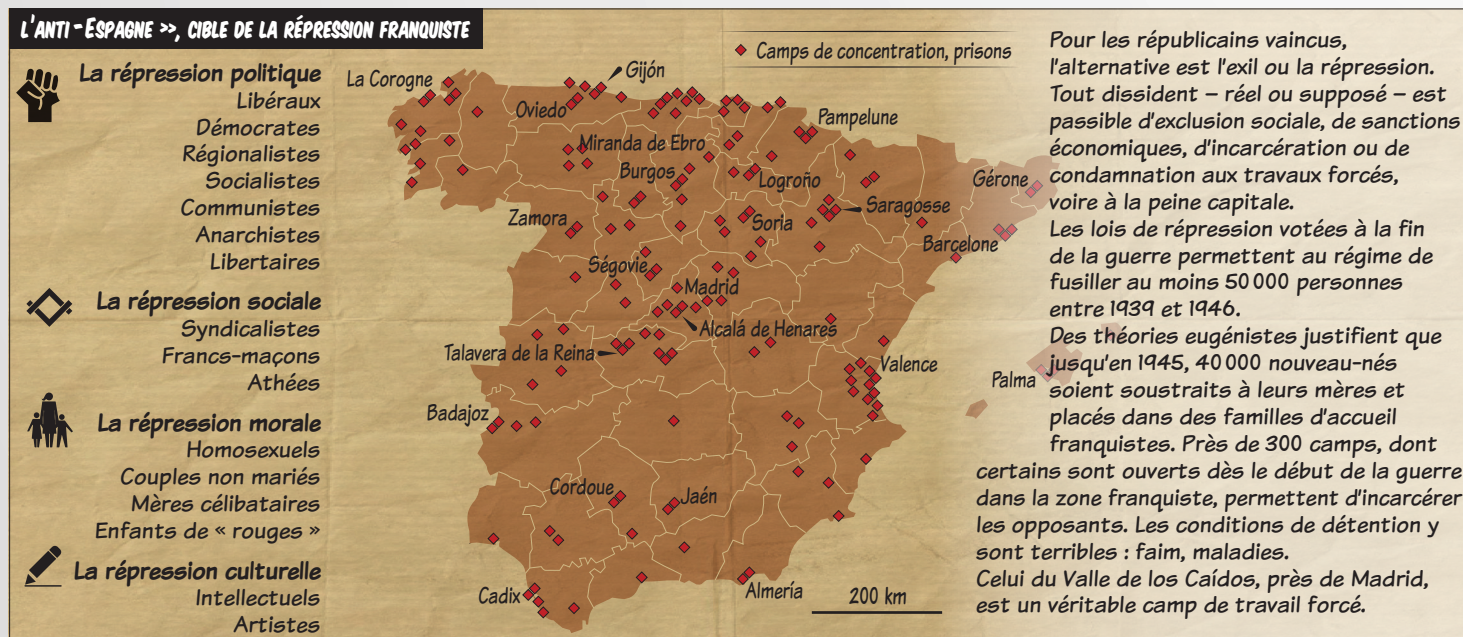 L'ANTI-ESPAGNE », CIBLE DE LA RÉPRESSION FRANQUISTE
La répression politique
Libéraux
Démocrates
Régionalistes
Socialistes
Communistes
Anarchistes
Libertaires
La répression sociale
Syndicalistes
Francs-maçons
Athées
La répression morale
Homosexuels
Couples non mariés
Mères célibataires
Enfants de « rouges »
La répression culturelle
Intellectuels
Artistes
Camps de concentration, prisons
La Corogne
Gijón
Oviedo
Pampelune
Miranda de Ebro
Burgos
Logroño
Gérone
Saragosse
Zamora
Soria
Barcelone
Ségovie
Madrid
Alcalá de Henares
Talavera de la Reina
Valence
Palma
Badajoz
Cordoue
Jaén
Cadix
Almería
200 km
Pour les républicains vaincus,
l'alternative est l'exil ou la répression.
Tout dissident – réel ou supposé – est
passible d'exclusion sociale, de sanctions
économiques, d'incarcération ou de
condamnation aux travaux forcés,
voire à la peine capitale.
Les lois de répression votées à la fin
de la guerre permettent au régime de
fusiller au moins 50 000 personnes
entre 1939 et 1946.
Des théories eugénistes justifient que
jusqu'en 1945, 40 000 nouveau-nés
soient soustraits à leurs mères et
placés dans des familles d'accueil
franquistes. Près de 300 camps, dont
certains sont ouverts dès le début de la guerre
dans la zone franquiste, permettent d'incarcérer
les opposants. Les conditions de détention y
sont terribles : faim, maladies.
Celui du Valle de los Caídos, près de Madrid,
est un véritable camp de travail forcé.